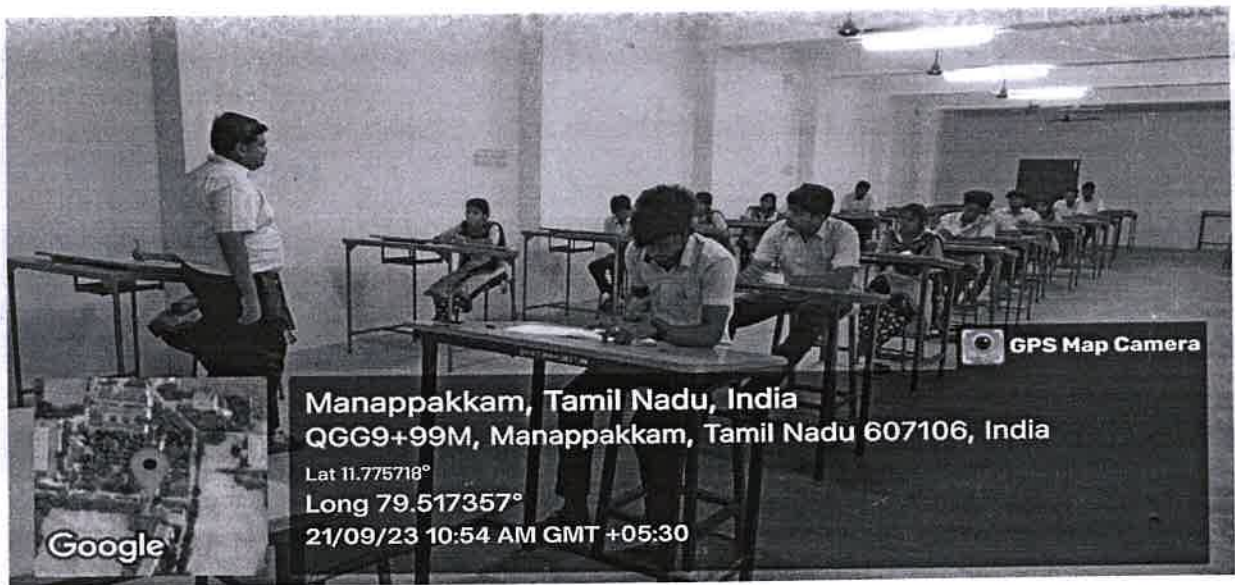 GPS Map Camera
Manappakkam, Tamil Nadu, India
QGG9+99M, Manappakkam, Tamil Nadu 607106, India
Lat 11.775718°
Long 79.517357°
21/09/23 10:54 AM GMT +05:30
Google